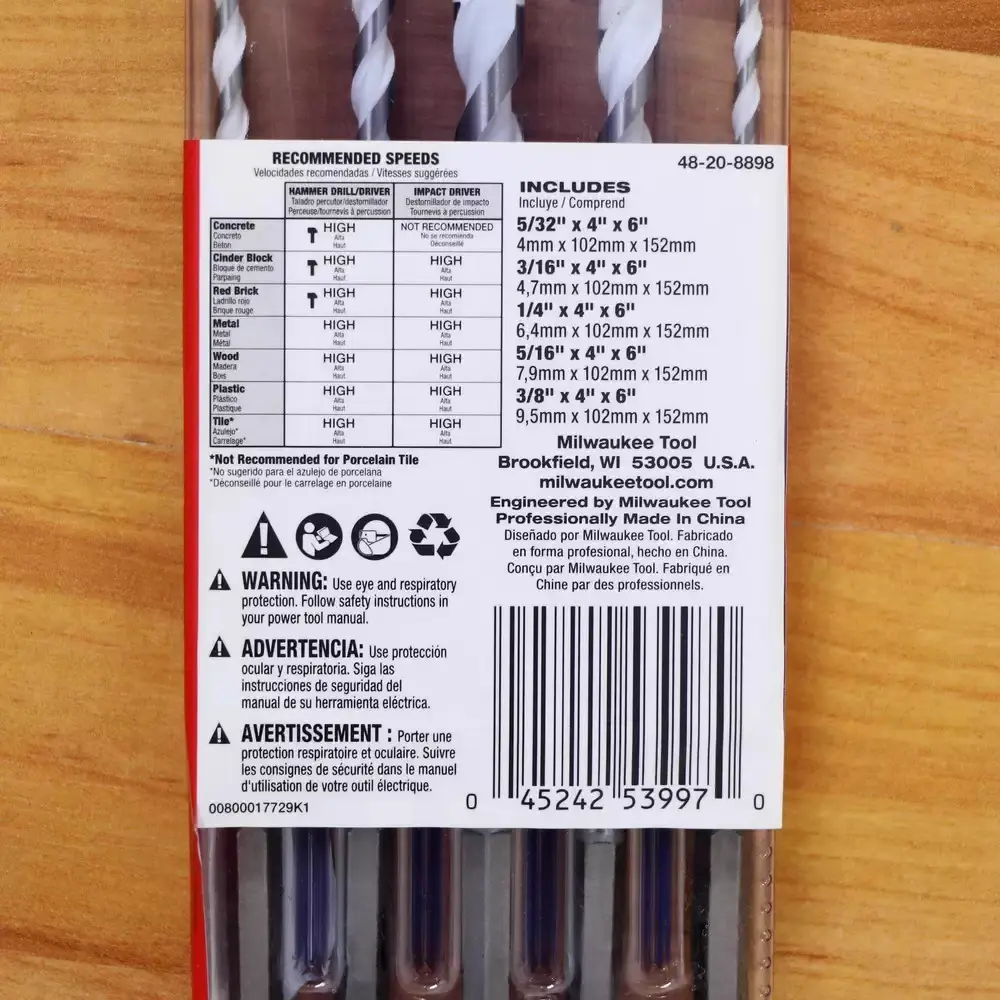 RECOMMENDED SPEEDS
Velocidades recomendadas / Vitesses suggérées
HAMMER DRILL/DRIVER
Taladro percutor/destornillador
Perceuse/tournevis à percussion
IMPACT DRIVER
Destornillador de impacto
Tournevis à percussion
Concrete
Concreto
Beton
HIGH
Alta
Haut
NOT RECOMMENDED
No se recomienda
Déconseillé
Cinder Block
Bloque de cemento
Parpaing
HIGH
Alta
Haut
HIGH
Alta
Haut
Red Brick
Ladrillo rojo
Brique rouge
HIGH
Alta
Haut
HIGH
Alta
Haut
Metal
Metal
Métal
HIGH
Alta
Haut
HIGH
Alta
Haut
Wood
Madera
Bois
HIGH
Alta
Haut
HIGH
Alta
Haut
Plastic
Plástico
Plastique
HIGH
Alta
Haut
HIGH
Alta
Haut
Tile*
Azulejo*
Carrelage*
HIGH
Alta
Haut
HIGH
Alta
Haut
*Not Recommended for Porcelain Tile
*No sugerido para el azulejo de porcelana
*Déconseillé pour le carrelage en porcelaine
WARNING: Use eye and respiratory
protection. Follow safety instructions in
your power tool manual.
ADVERTENCIA: Use protección
ocular y respiratoria. Siga las
instrucciones de seguridad del
manual de su herramienta eléctrica.
AVERTISSEMENT : Porter une
protection respiratoire et oculaire. Suivre
les consignes de sécurité dans le manuel
d'utilisation de votre outil électrique.
00800017729K1
48-20-8898
INCLUDES
Incluye / Comprend
5/32" x 4" x 6"
4mm x 102mm x 152mm
3/16" x 4" x 6"
4,7mm x 102mm x 152mm
1/4" x 4" x 6"
6,4mm x 102mm x 152mm
5/16" x 4" x 6"
7,9mm x 102mm x 152mm
3/8" x 4" x 6"
9,5mm x 102mm x 152mm
Milwaukee Tool
Brookfield, WI 53005 U.S.A.
milwaukeetool.com
Engineered by Milwaukee Tool
Professionally Made In China
Diseñado por Milwaukee Tool. Fabricado
en forma profesional, hecho en China.
Conçu par Milwaukee Tool. Fabriqué en
Chine par des professionnels.
0 45242 53997 0